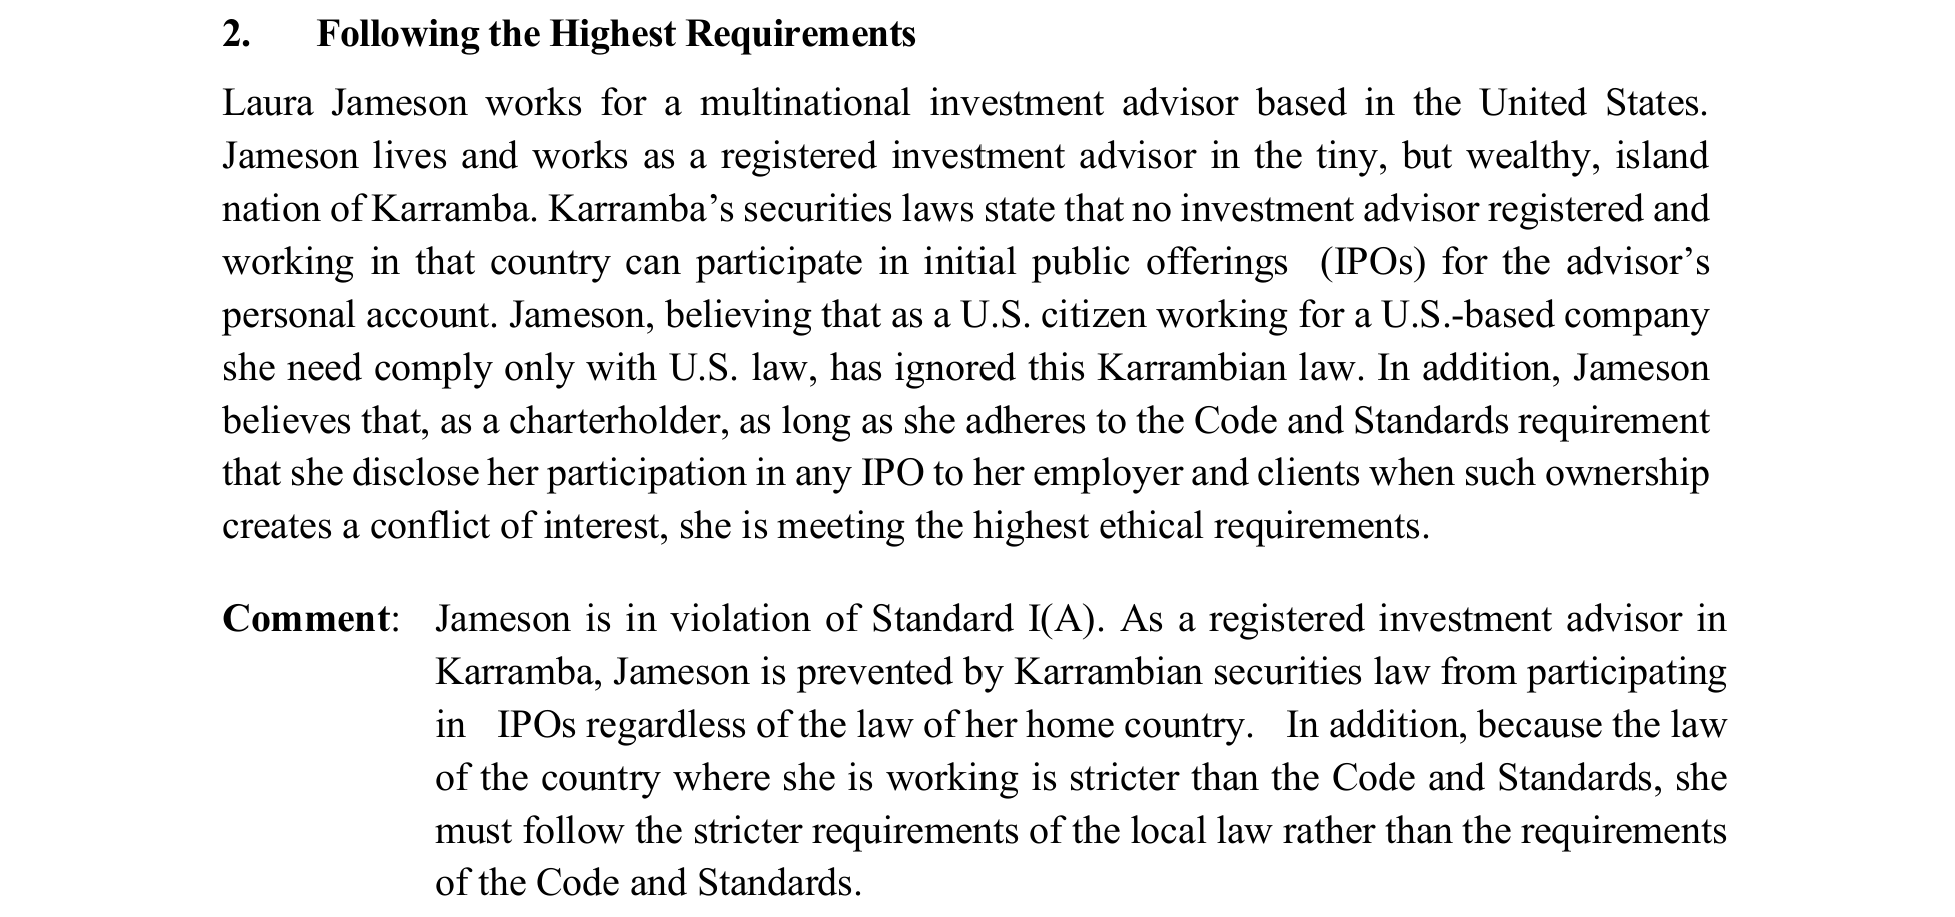 2. Following the Highest Requirements
Laura Jameson works for a multinational investment advisor based in the United States.
Jameson lives and works as a registered investment advisor in the tiny, but wealthy, island
nation of Karramba. Karramba’s securities laws state that no investment advisor registered and
working in that country can participate in initial public offerings (IPOs) for the advisor’s
personal account. Jameson, believing that as a U.S. citizen working for a U.S.-based company
she need comply only with U.S. law, has ignored this Karrambian law. In addition, Jameson
believes that, as a charterholder, as long as she adheres to the Code and Standards requirement
that she disclose her participation in any IPO to her employer and clients when such ownership
creates a conflict of interest, she is meeting the highest ethical requirements.
Comment: Jameson is in violation of Standard I(A). As a registered investment advisor in
Karramba, Jameson is prevented by Karrambian securities law from participating
in IPOs regardless of the law of her home country. In addition, because the law
of the country where she is working is stricter than the Code and Standards, she
must follow the stricter requirements of the local law rather than the requirements
of the Code and Standards.